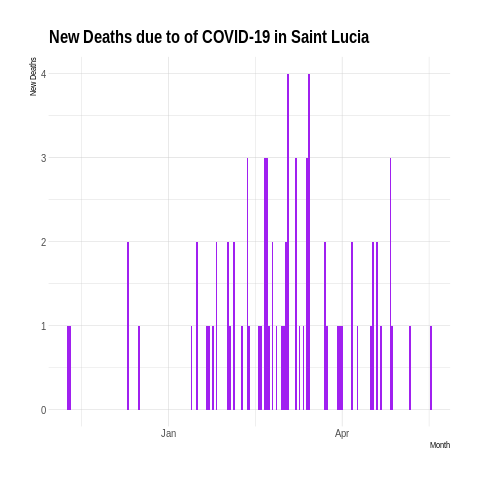 New Deaths due to of COVID-19 in Saint Lucia
New Deaths
4
3
2
1
0
Jan Apr
Month